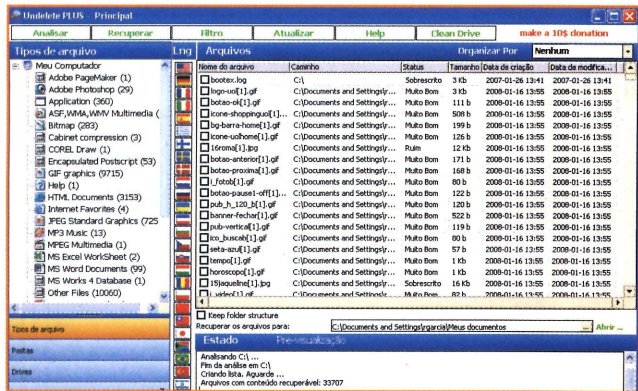 Undelete PLUS - Principal
Analisar Recuperar Filtro Atualizar Help Clean Drive make a 10$ donation
Tipos de arquivo
Meu Computador
Adobe PageMaker (1)
Adobe Photoshop (29)
Application (360)
ASF,WMA,WMV Multimedia (
Bitmap (283)
Cabinet compression (3)
COREL Draw (1)
Encapsulated Postscript (53)
GIF graphics (9715)
Help (1)
HTML Documents (3153)
Internet Favorites (4)
JPEG Standard Graphics (725
MP3 Music (13)
MPEG Multimedia (1)
MS Excel WorkSheet (2)
MS Word Documents (99)
MS Works 4 Database (1)
Other Files (10060)
Tipos de arquivo
Pastas
Drives
Lng Arquivos Organizar Por Nenhum
Nome do arquivo Caminho Status Tamanho Data da criação Data da modifica...
bootex.log C:\ Sobrescrito 3 Kb 2007-01-26 13:41 2007-01-26 13:41
logo-uol[1].gif C:\Documents and Settings\r... Muito Bom 3 Kb 2008-01-16 13:55 2008-01-16 13:55
botao-ok[1].gif C:\Documents and Settings\r... Muito Bom 111 b 2008-01-16 13:55 2008-01-16 13:55
icone-shoppinguol[1]... C:\Documents and Settings\r... Muito Bom 508 b 2008-01-16 13:55 2008-01-16 13:55
bg-barra-home[1].gif C:\Documents and Settings\r... Muito Bom 199 b 2008-01-16 13:55 2008-01-16 13:55
icone-uolhome[1].gif C:\Documents and Settings\r... Muito Bom 126 b 2008-01-16 13:55 2008-01-16 13:55
16roma[1].jpg C:\Documents and Settings\r... Ruim 12 Kb 2008-01-16 13:55 2008-01-16 13:55
botao-anterior[1].gif C:\Documents and Settings\r... Muito Bom 171 b 2008-01-16 13:55 2008-01-16 13:55
botao-proxima[1].gif C:\Documents and Settings\r... Muito Bom 168 b 2008-01-16 13:55 2008-01-16 13:55
i_fotob[1].gif C:\Documents and Settings\r... Muito Bom 80 b 2008-01-16 13:55 2008-01-16 13:55
botao-pause1-off[1]... C:\Documents and Settings\r... Muito Bom 122 b 2008-01-16 13:55 2008-01-16 13:55
pub_h_120_b[1].gif C:\Documents and Settings\r... Muito Bom 120 b 2008-01-16 13:55 2008-01-16 13:55
banner-fechar[1].gif C:\Documents and Settings\r... Muito Bom 522 b 2008-01-16 13:55 2008-01-16 13:55
pub-vertical[1].gif C:\Documents and Settings\r... Muito Bom 119 b 2008-01-16 13:55 2008-01-16 13:55
ico_buscab[1].gif C:\Documents and Settings\r... Muito Bom 80 b 2008-01-16 13:55 2008-01-16 13:55
seta-azul[1].gif C:\Documents and Settings\r... Muito Bom 57 b 2008-01-16 13:55 2008-01-16 13:55
tempo[1].gif C:\Documents and Settings\r... Muito Bom 1 Kb 2008-01-16 13:55 2008-01-16 13:55
horoscopo[1].gif C:\Documents and Settings\r... Muito Bom 1 Kb 2008-01-16 13:55 2008-01-16 13:55
15jaqueline[1].jpg C:\Documents and Settings\r... Sobrescrito 16 Kb 2008-01-16 13:55 2008-01-16 13:55
i_video[1].gif C:\Documents and Settings\r... Muito Bom 82 b 2008-01-16 13:55 2008-01-16 13:55
Keep folder structure
Recuperar os arquivos para: C:\Documents and Settings\rgarcia\Meus documentos ... Abrir ...
Estado Pre-visualização
Analisando C:\ ...
Fim da análise em C:\
Criando lista. Aguarde ...
Arquivos com conteúdo recuperável: 33707